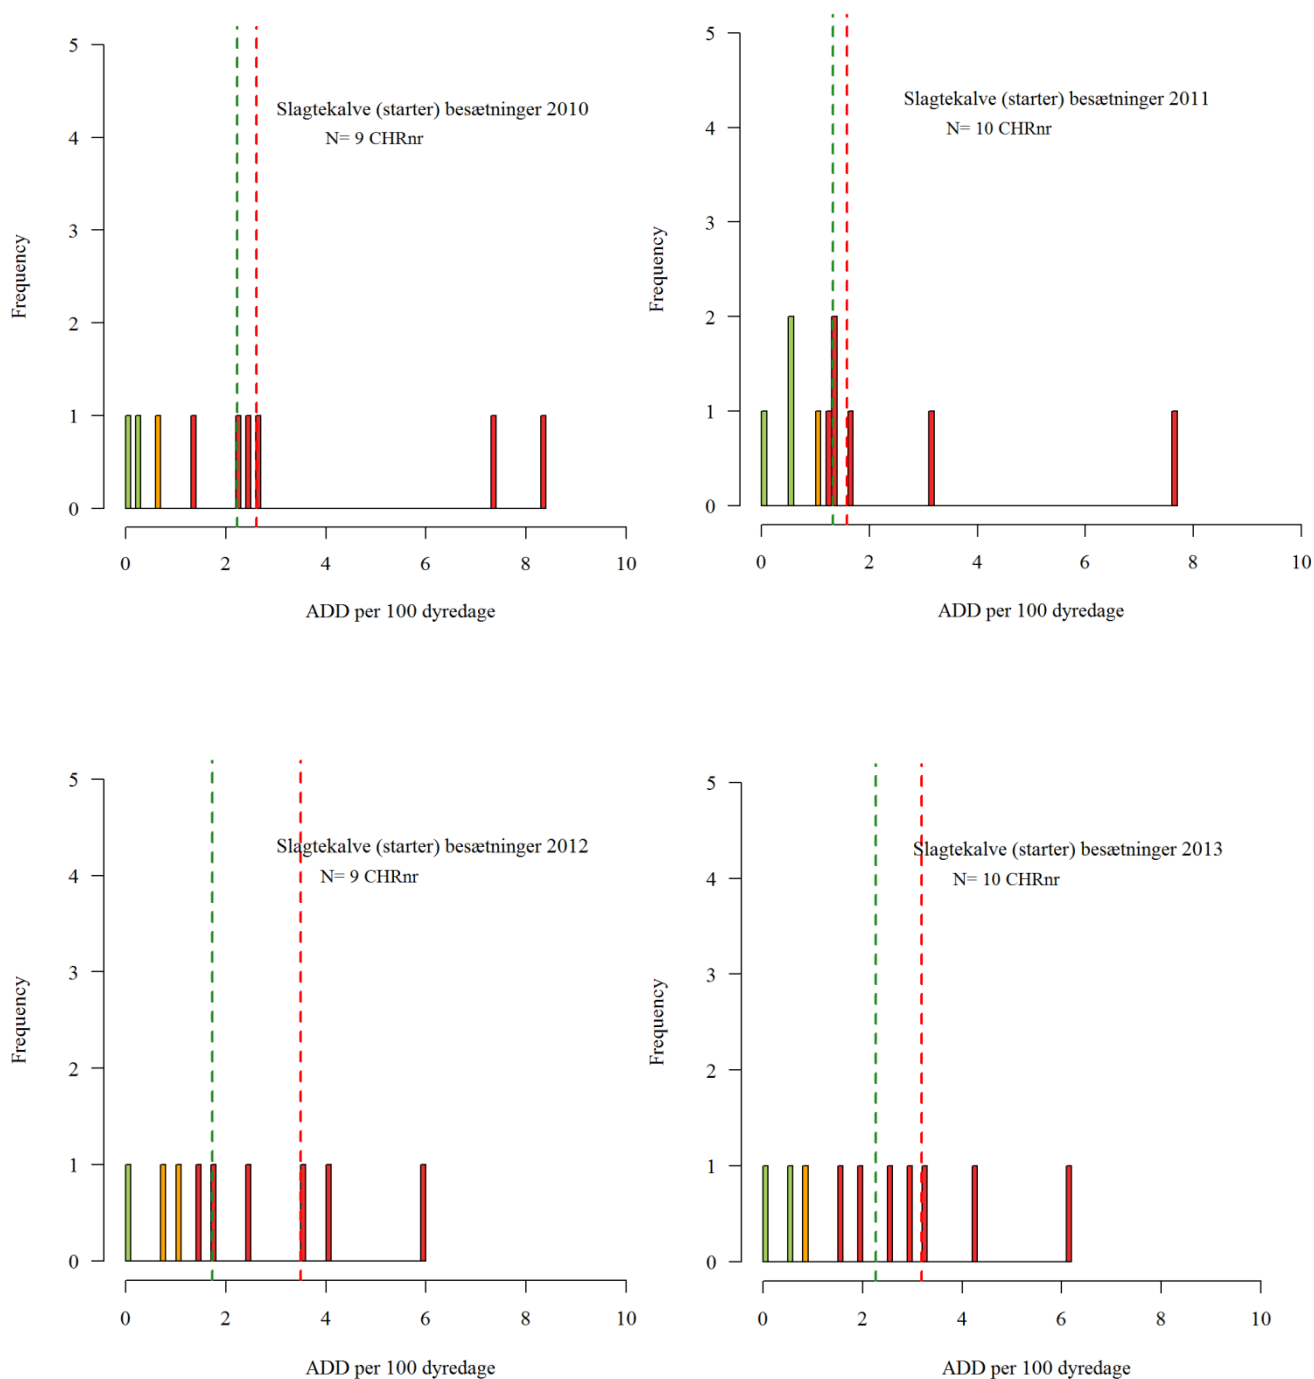 Slagtekalve (starter) besætninger 2010
N= 9 CHRnr
Frequency
5
4
3
2
1
0
0 2 4 6 8 10
ADD per 100 dyredage
Slagtekalve (starter) besætninger 2011
N= 10 CHRnr
Frequency
5
4
3
2
1
0
0 2 4 6 8 10
ADD per 100 dyredage
Slagtekalve (starter) besætninger 2012
N= 9 CHRnr
Frequency
5
4
3
2
1
0
0 2 4 6 8 10
ADD per 100 dyredage
Slagtekalve (starter) besætninger 2013
N= 10 CHRnr
Frequency
5
4
3
2
1
0
0 2 4 6 8 10
ADD per 100 dyredage